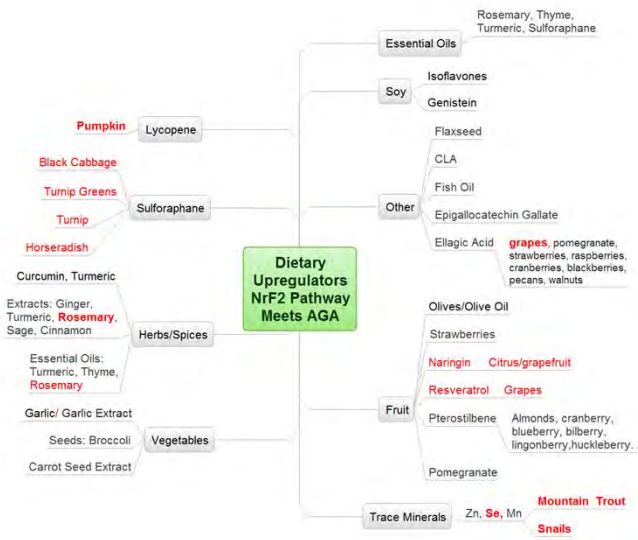 Dietary
Upregulators
NrF2 Pathway
Meets AGA
Essential Oils
Rosemary, Thyme,
Turmeric, Sulforaphane
Soy
Isoflavones
Genistein
Other
Flaxseed
CLA
Fish Oil
Epigallocatechin Gallate
Ellagic Acid
grapes, pomegranate,
strawberries, raspberries,
cranberries, blackberries,
pecans, walnuts
Fruit
Olives/Olive Oil
Strawberries
Naringin Citrus/grapefruit
Resveratrol Grapes
Pterostilbene
Almonds, cranberry,
blueberry, bilberry,
lingonberry,huckleberry.
Pomegranate
Trace Minerals
Zn, Se, Mn
Mountain Trout
Snails
Lycopene
Pumpkin
Sulforaphane
Black Cabbage
Turnip Greens
Turnip
Horseradish
Herbs/Spices
Curcumin, Turmeric
Extracts: Ginger,
Turmeric, Rosemary,
Sage, Cinnamon
Essential Oils:
Turmeric, Thyme,
Rosemary
Vegetables
Garlic/ Garlic Extract
Seeds: Broccoli
Carrot Seed Extract